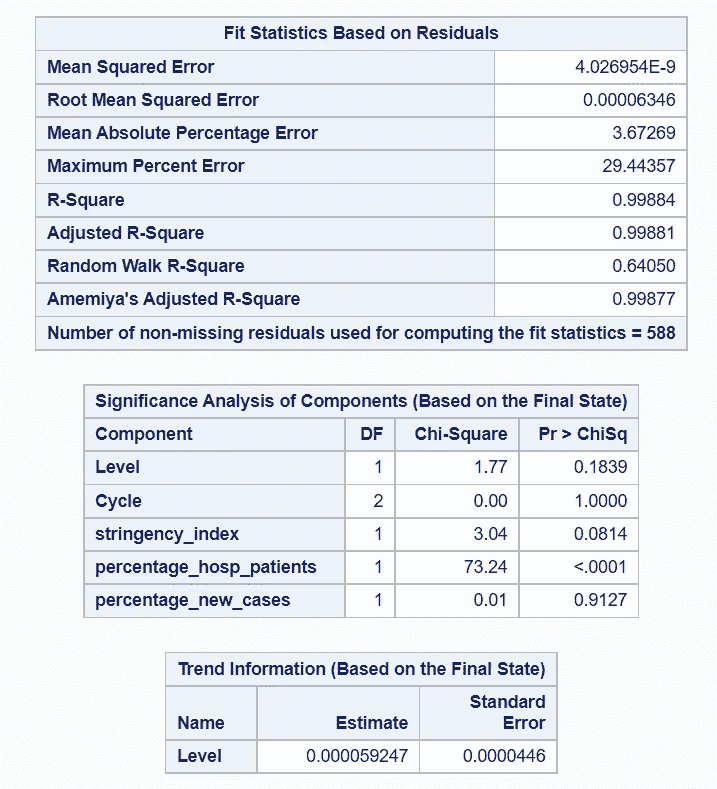 Fit Statistics Based on Residuals
Mean Squared Error 4.026954E-9
Root Mean Squared Error 0.00006346
Mean Absolute Percentage Error 3.67269
Maximum Percent Error 29.44357
R-Square 0.99884
Adjusted R-Square 0.99881
Random Walk R-Square 0.64050
Amemiya's Adjusted R-Square 0.99877
Number of non-missing residuals used for computing the fit statistics = 588
Significance Analysis of Components (Based on the Final State)
Component DF Chi-Square Pr > ChiSq
Level 1 1.77 0.1839
Cycle 2 0.00 1.0000
stringency_index 1 3.04 0.0814
percentage_hosp_patients 1 73.24 <.0001
percentage_new_cases 1 0.01 0.9127
Trend Information (Based on the Final State)
Standard
Name Estimate Error
Level 0.000059247 0.0000446